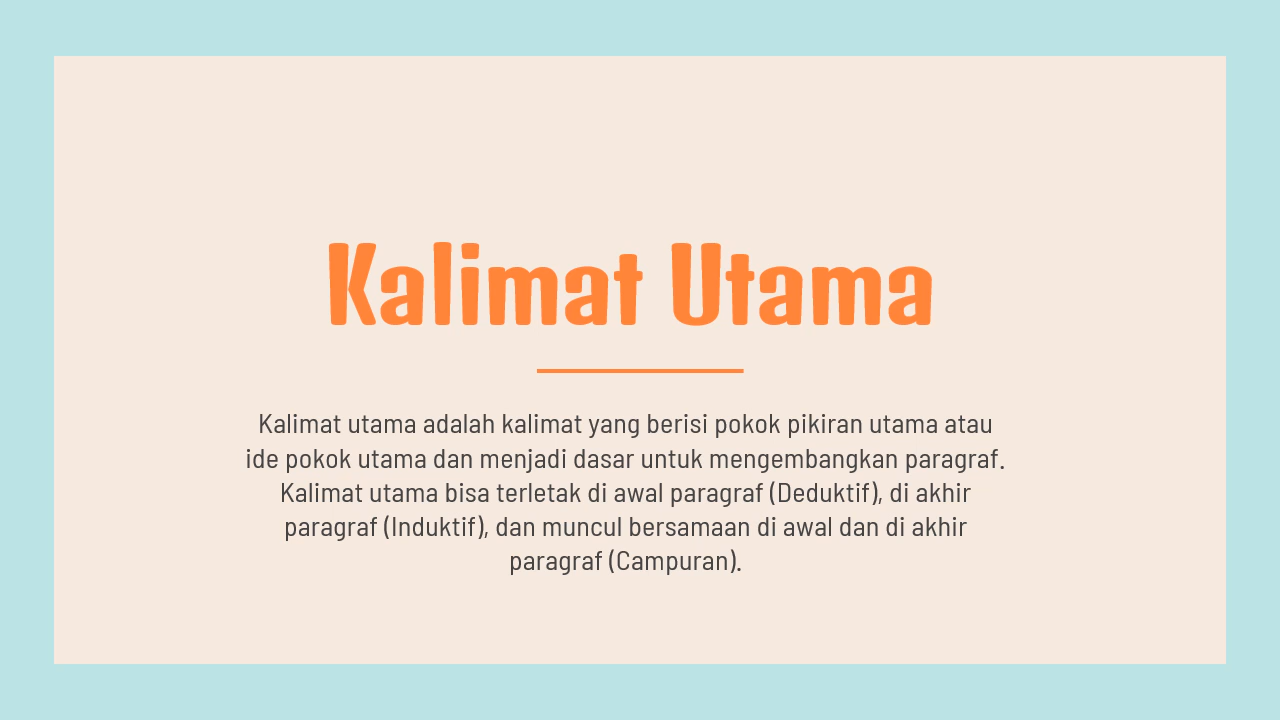 Kalimat Utama
Kalimat utama adalah kalimat yang berisi pokok pikiran utama atau
ide pokok utama dan menjadi dasar untuk mengembangkan paragraf.
Kalimat utama bisa terletak di awal paragraf (Deduktif), di akhir
paragraf (Induktif), dan muncul bersamaan di awal dan di akhir
paragraf (Campuran).